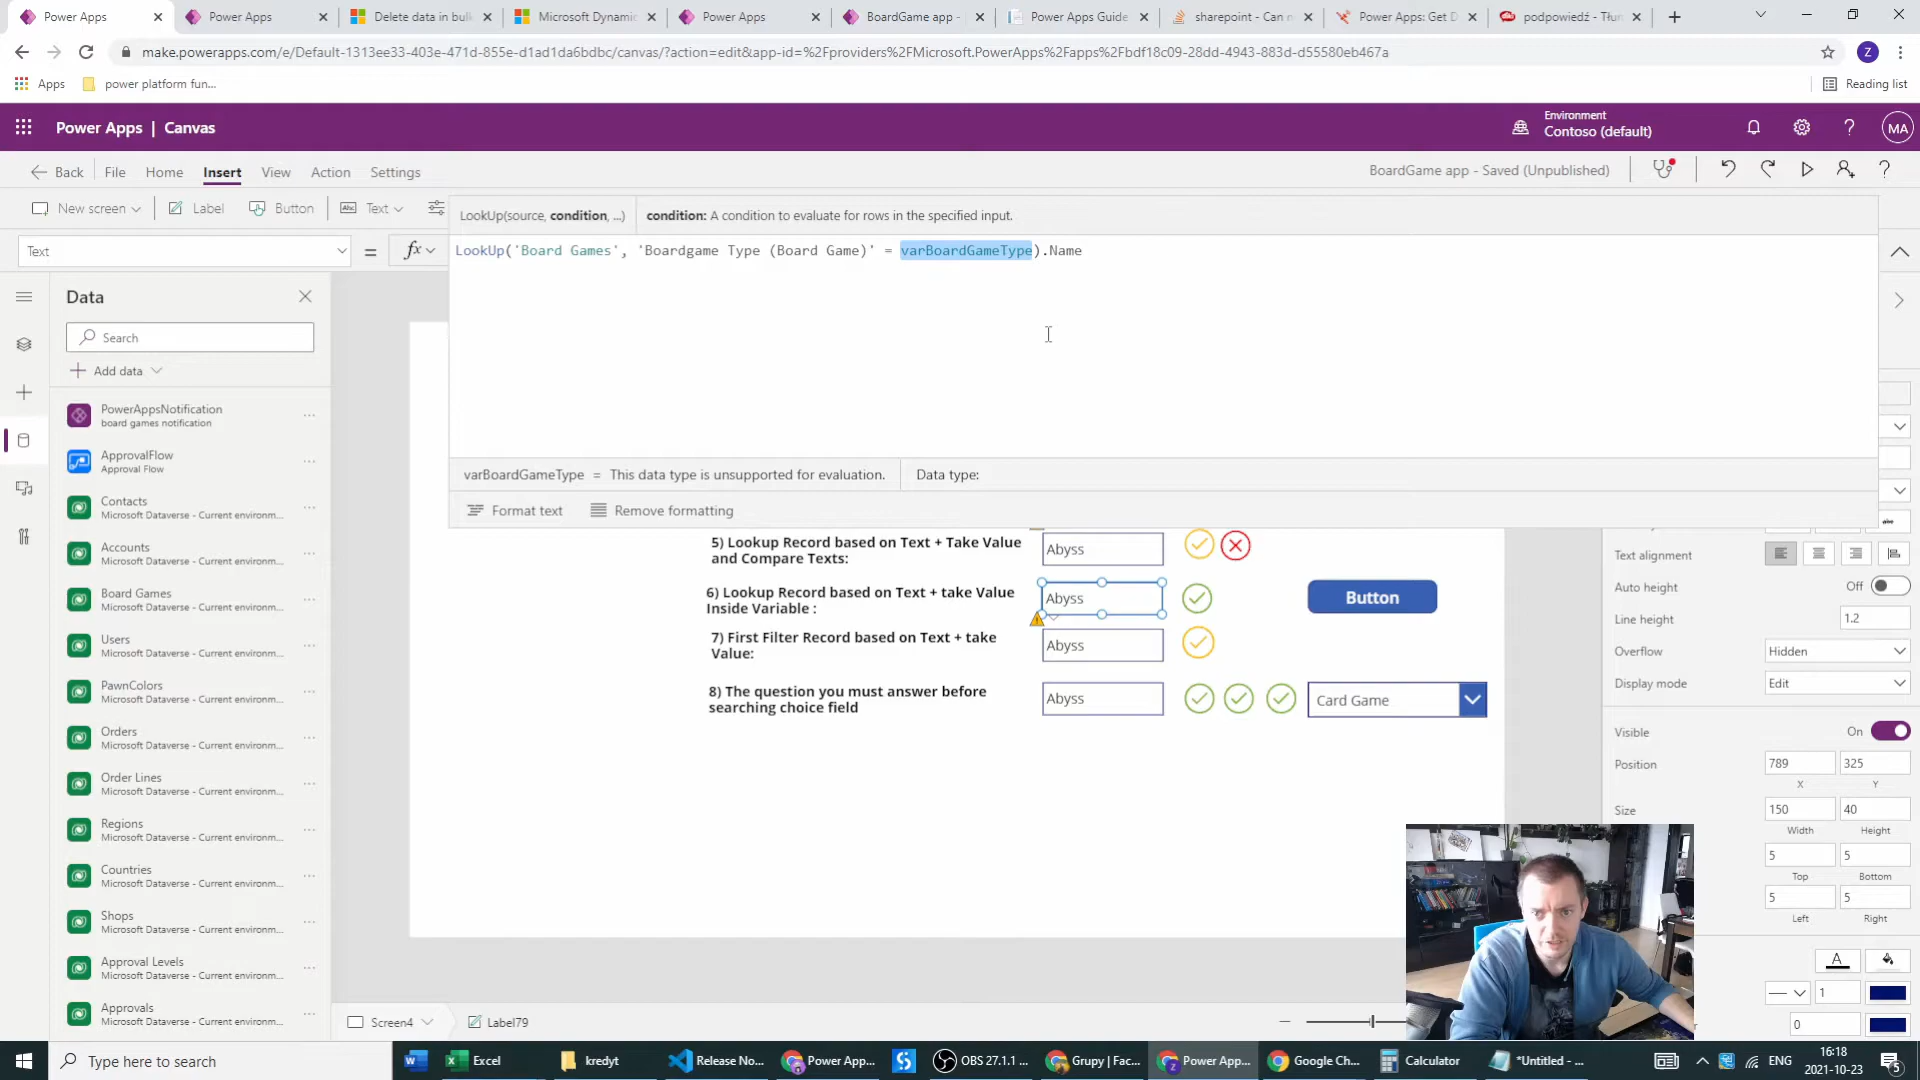 Power Apps
Power Apps
Delete data in bulk
Microsoft Dynamic
Power Apps
BoardGame app -
Power Apps Guide
sharepoint - Can n
Power Apps: Get D
podpowiedź - Tłun
make.powerapps.com/e/Default-1313ee33-403e-471d-855e-d1ad1da6bdbc/canvas/?action=edit&app-id=%2Fproviders%2FMicrosoft.PowerApps%2Fapps%2Fbdf18c09-28dd-4943-883d-d55580eb467a
Z
Apps
power platform fun...
Reading list
Power Apps | Canvas
Environment
Contoso (default)
MA
Back
File
Home
Insert
View
Action
Settings
BoardGame app - Saved (Unpublished)
New screen
Label
Button
Text
LookUp(source, condition, ...)
condition: A condition to evaluate for rows in the specified input.
Text
=
fx
LookUp('Board Games', 'Boardgame Type (Board Game)' = varBoardGameType).Name
Data
Search
Add data
PowerAppsNotification
board games notification
ApprovalFlow
Approval Flow
Contacts
Microsoft Dataverse - Current environm...
Accounts
Microsoft Dataverse - Current environm...
Board Games
Microsoft Dataverse - Current environm...
Users
Microsoft Dataverse - Current environm...
PawnColors
Microsoft Dataverse - Current environm...
Orders
Microsoft Dataverse - Current environm...
Order Lines
Microsoft Dataverse - Current environm...
Regions
Microsoft Dataverse - Current environm...
Countries
Microsoft Dataverse - Current environm...
Shops
Microsoft Dataverse - Current environm...
Approval Levels
Microsoft Dataverse - Current environm...
Approvals
Microsoft Dataverse - Current environm...
varBoardGameType = This data type is unsupported for evaluation.
Data type:
Format text
Remove formatting
5) Lookup Record based on Text + Take Value
and Compare Texts:
Abyss
6) Lookup Record based on Text + take Value
Inside Variable :
Abyss
Button
7) First Filter Record based on Text + take
Value:
Abyss
8) The question you must answer before
searching choice field
Abyss
Card Game
Text alignment
Auto height
Off
Line height
1.2
Overflow
Hidden
Display mode
Edit
Visible
On
Position
789
325
X
Y
Size
150
40
Width
Height
5
5
Top
Bottom
5
5
Left
Right
A
1
0
Screen4
Label79
Type here to search
Excel
kredyt
Release No...
Power App...
OBS 27.1.1 ...
Grupy | Fac...
Power App...
Google Ch...
Calculator
*Untitled - ...
ENG
16:18
2021-10-23
5